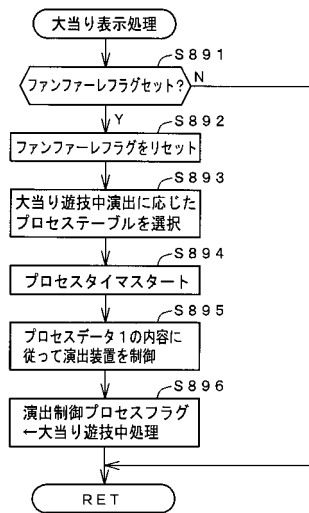 大当り表示処理
S891
ファンファーレフラグセット?
N
Y
S892
ファンファーレフラグをリセット
S893
大当り遊技中演出に応じた
プロセステーブルを選択
S894
プロセスタイマスタート
S895
プロセスデータ1の内容に
従って演出装置を制御
S896
演出制御プロセスフラグ
←大当り遊技中処理
RET